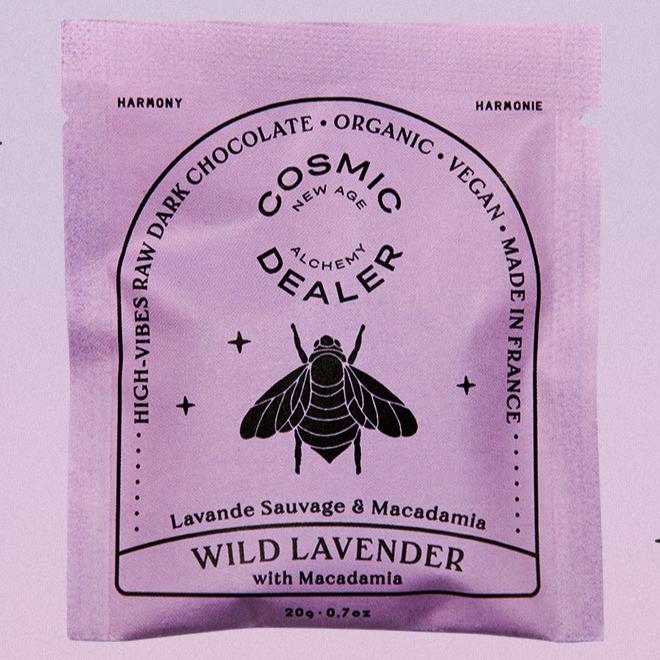 HARMONY
HARMONIE
HIGH-VIBES RAW DARK CHOCOLATE • ORGANIC • VEGAN • MADE IN FRANCE
COSMIC
NEW AGE
ALCHEMY
DEALER
Lavande Sauvage & Macadamia
WILD LAVENDER
with Macadamia
20g · 0,7oz